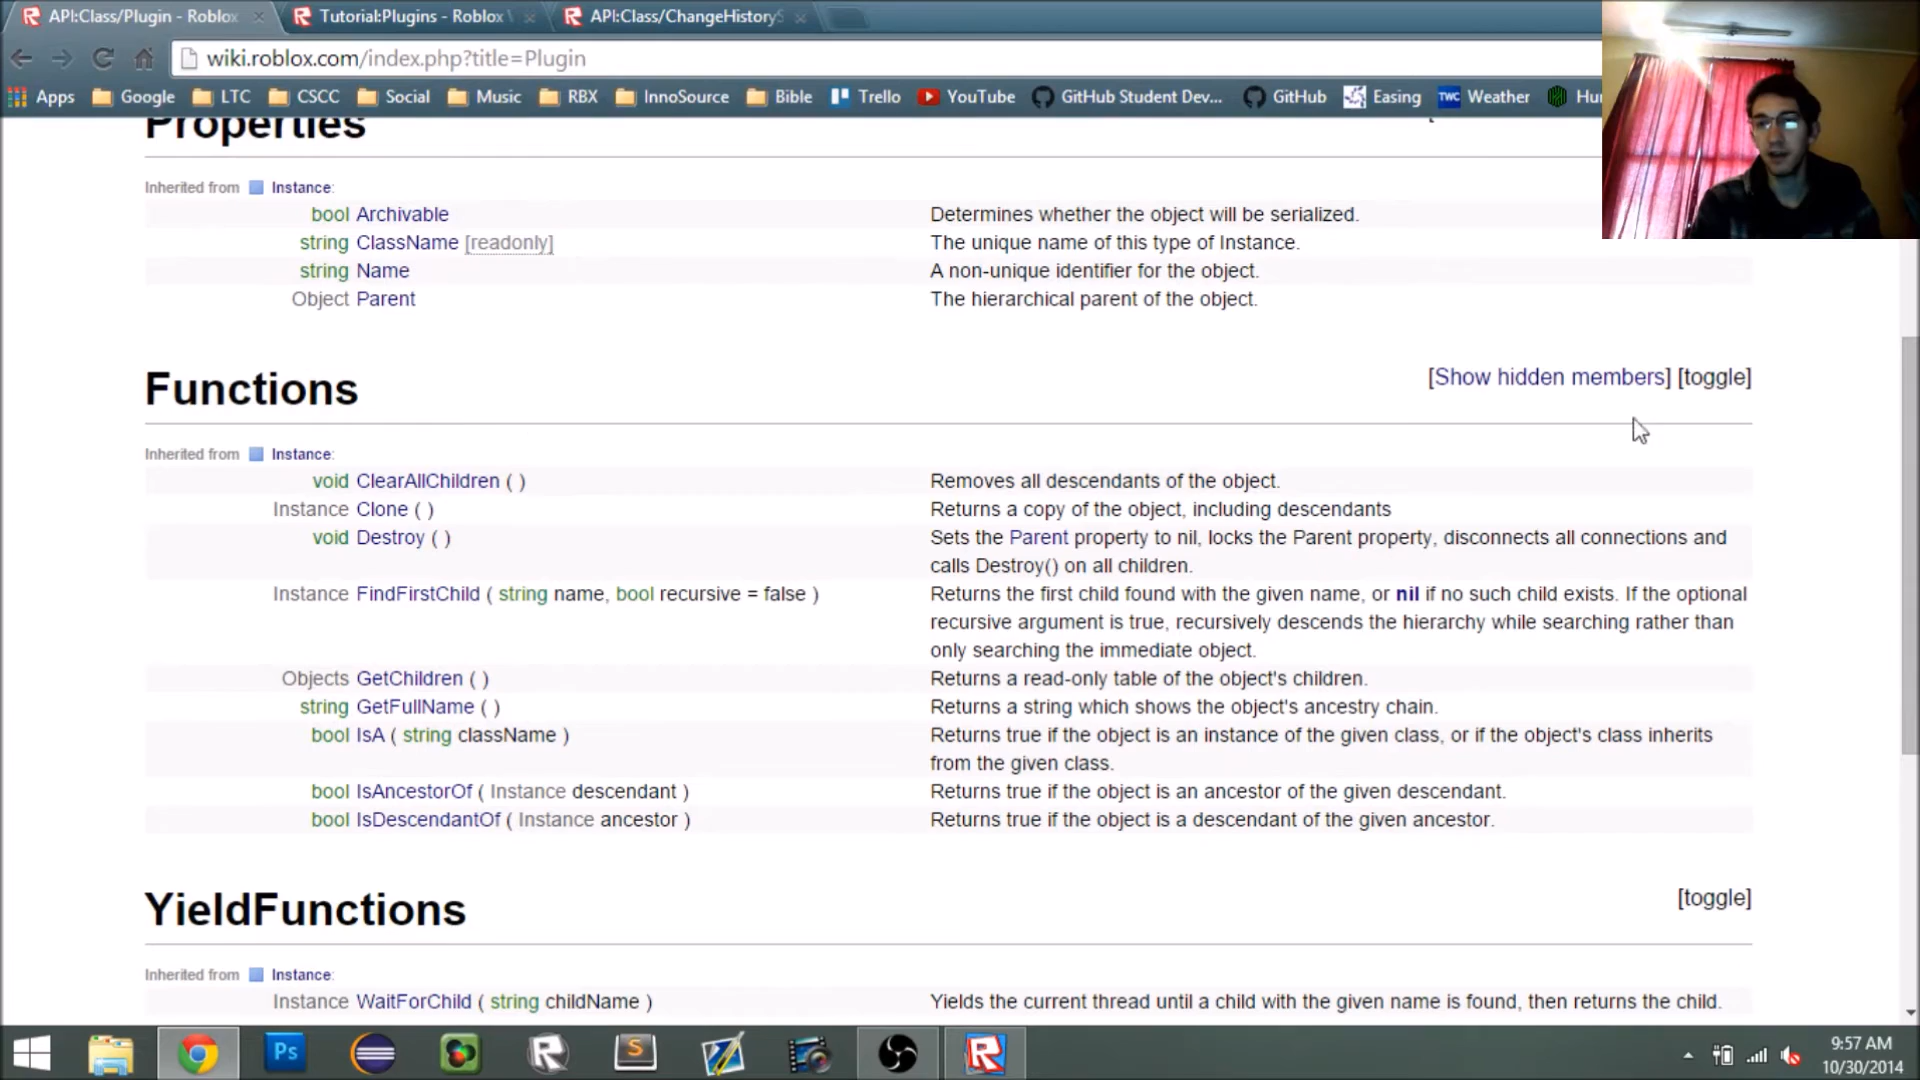 API:Class/Plugin - Roblox
Tutorial:Plugins - Roblox
API:Class/ChangeHistoryS
wiki.roblox.com/index.php?title=Plugin
Apps Google LTC CSCC Social Music RBX InnoSource Bible Trello YouTube GitHub Student Dev... GitHub Easing TWC Weather Hu
Properties
Inherited from Instance:
bool Archivable Determines whether the object will be serialized.
string ClassName [readonly] The unique name of this type of Instance.
string Name A non-unique identifier for the object.
Object Parent The hierarchical parent of the object.
Functions [Show hidden members] [toggle]
Inherited from Instance:
void ClearAllChildren ( ) Removes all descendants of the object.
Instance Clone ( ) Returns a copy of the object, including descendants
void Destroy ( ) Sets the Parent property to nil, locks the Parent property, disconnects all connections and
calls Destroy() on all children.
Instance FindFirstChild ( string name, bool recursive = false ) Returns the first child found with the given name, or nil if no such child exists. If the optional
recursive argument is true, recursively descends the hierarchy while searching rather than
only searching the immediate object.
Objects GetChildren ( ) Returns a read-only table of the object's children.
string GetFullName ( ) Returns a string which shows the object's ancestry chain.
bool IsA ( string className ) Returns true if the object is an instance of the given class, or if the object's class inherits
from the given class.
bool IsAncestorOf ( Instance descendant ) Returns true if the object is an ancestor of the given descendant.
bool IsDescendantOf ( Instance ancestor ) Returns true if the object is a descendant of the given ancestor.
YieldFunctions [toggle]
Inherited from Instance:
Instance WaitForChild ( string childName ) Yields the current thread until a child with the given name is found, then returns the child.
Ps
S
9:57 AM
10/30/2014